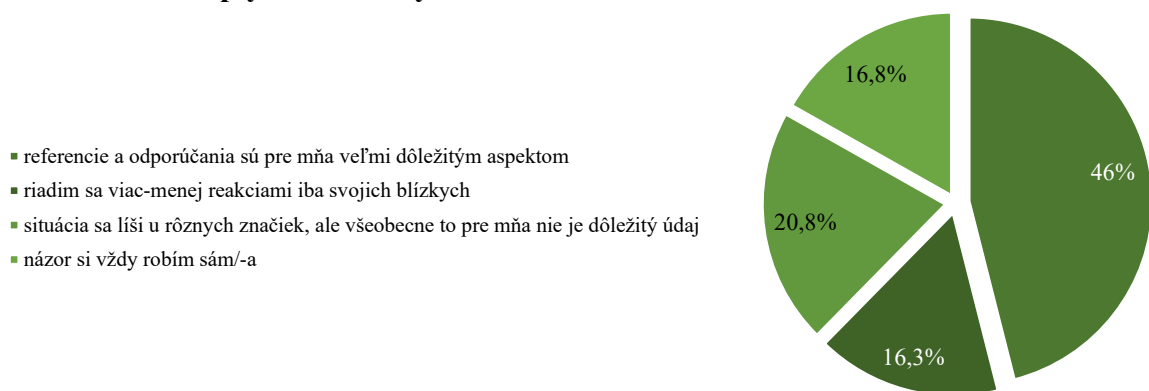 referencie a odporúčania sú pre mňa veľmi dôležitým aspektom
riadim sa viac-menej reakciami iba svojich blízkych
situácia sa líši u rôznych značiek, ale všeobecne to pre mňa nie je dôležitý údaj
názor si vždy robím sám/-a
16,8%
46%
20,8%
16,3%